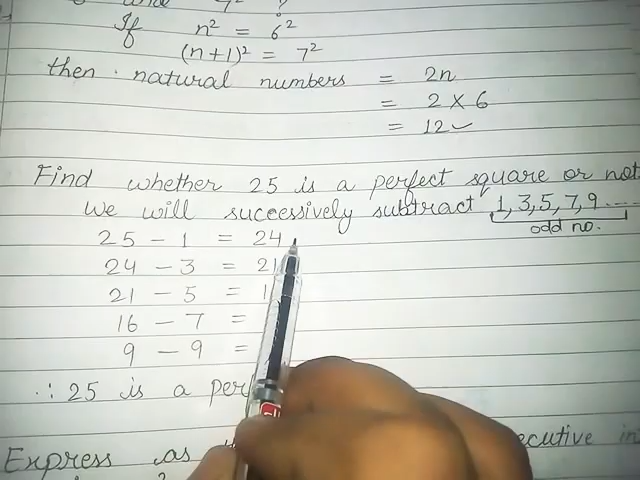 7² ?
If n² = 6²
(n+1)² = 7²
then natural numbers = 2n
= 2 × 6
= 12
Find whether 25 is a perfect square or not
We will successively subtract 1, 3, 5, 7, 9 .....
odd no.
25 - 1 = 24
24 - 3 = 21
21 - 5 = 1
16 - 7 =
9 - 9 =
∴ 25 is a
Express as